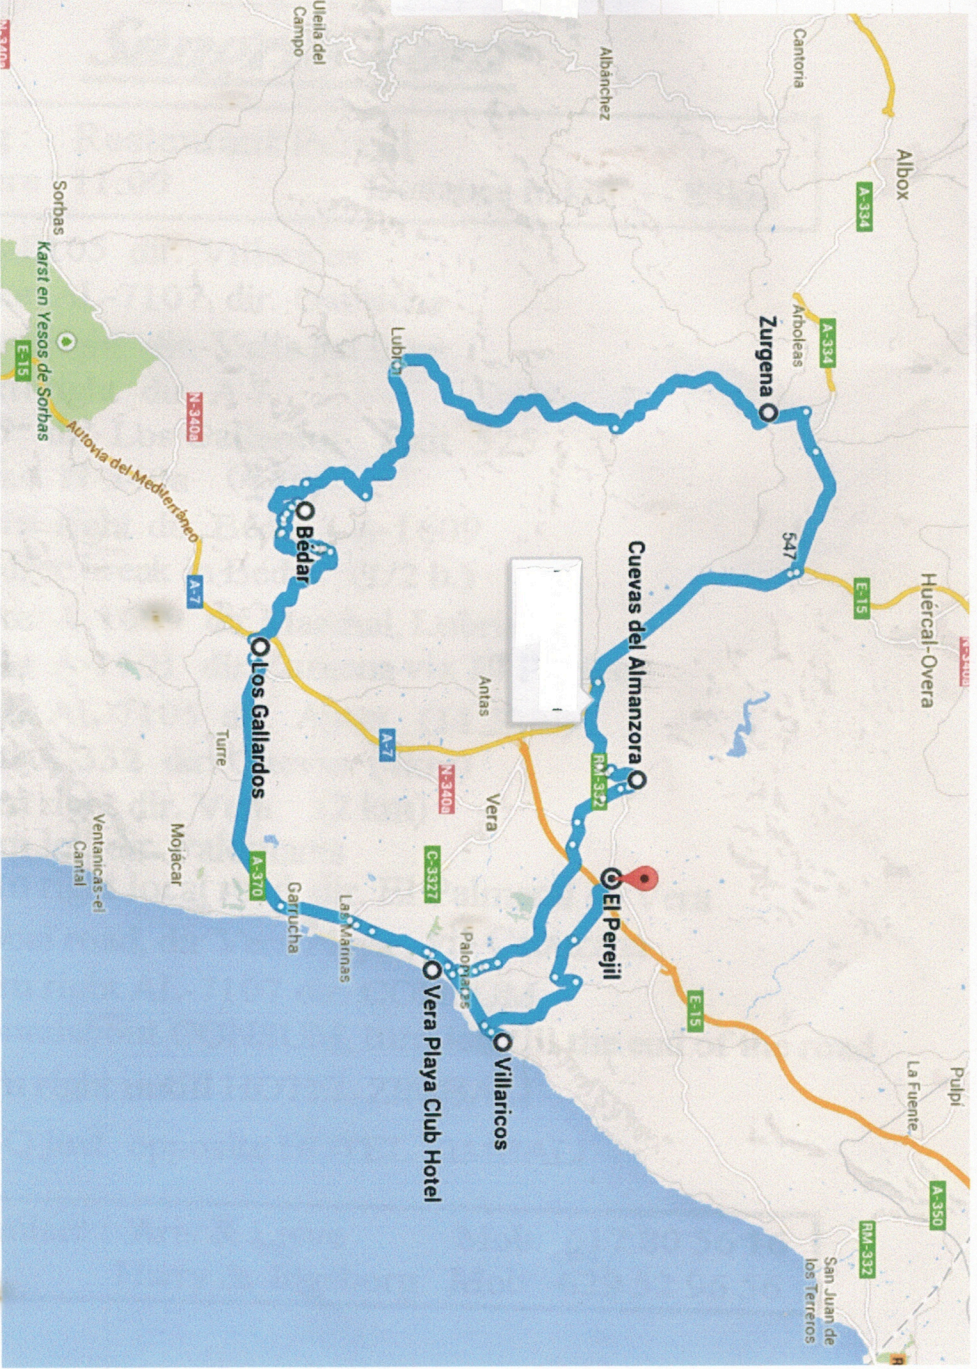 N-340a
Pulpí
A-350
Huércal-Overa
La Fuente
Albox
RM-332
A-334
E-15
San Juan de
los Terreros
A-334
Cantoria
Arboleas
547
Zurgena
E-15
Cuevas del Almanzora
El Perejil
Albánchez
RM-332
Villaricos
Vera
Antas
Palomares
N-340a
C-3327
Vera Playa Club Hotel
Lubrín
A-7
Las Marinas
Uleila del
Campo
Bédar
Garrucha
Los Gallardos
A-370
Turre
N-340a
A-7
Mojácar
Autovía del Mediterráneo
Ventanicas-el
Cantal
Sorbas
Karst en Yesos de Sorbas
E-15
N-340a